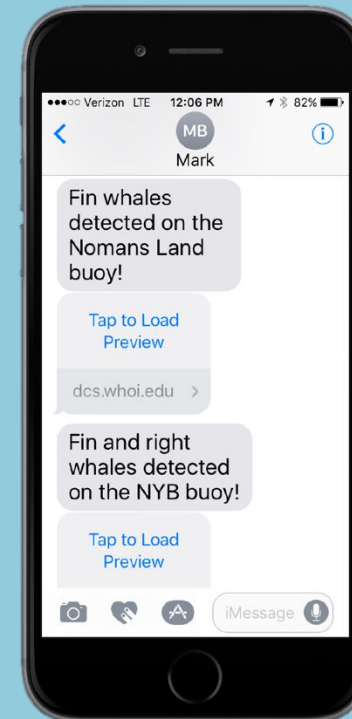 ●●●○○ Verizon LTE 12:06 PM 82%
MB
Mark
Fin whales
detected on the
Nomans Land
buoy!
Tap to Load
Preview
dcs.whoi.edu >
Fin and right
whales detected
on the NYB buoy!
Tap to Load
Preview
iMessage